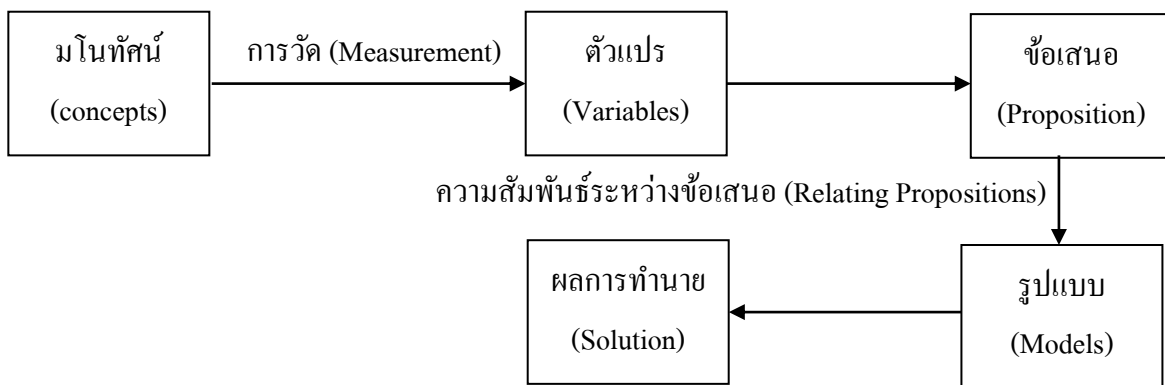 มโนทัศน์
(concepts)
การวัด (Measurement)
ตัวแปร
(Variables)
ข้อเสนอ
(Proposition)
ความสัมพันธ์ระหว่างข้อเสนอ (Relating Propositions)
ผลการทำนาย
(Solution)
รูปแบบ
(Models)